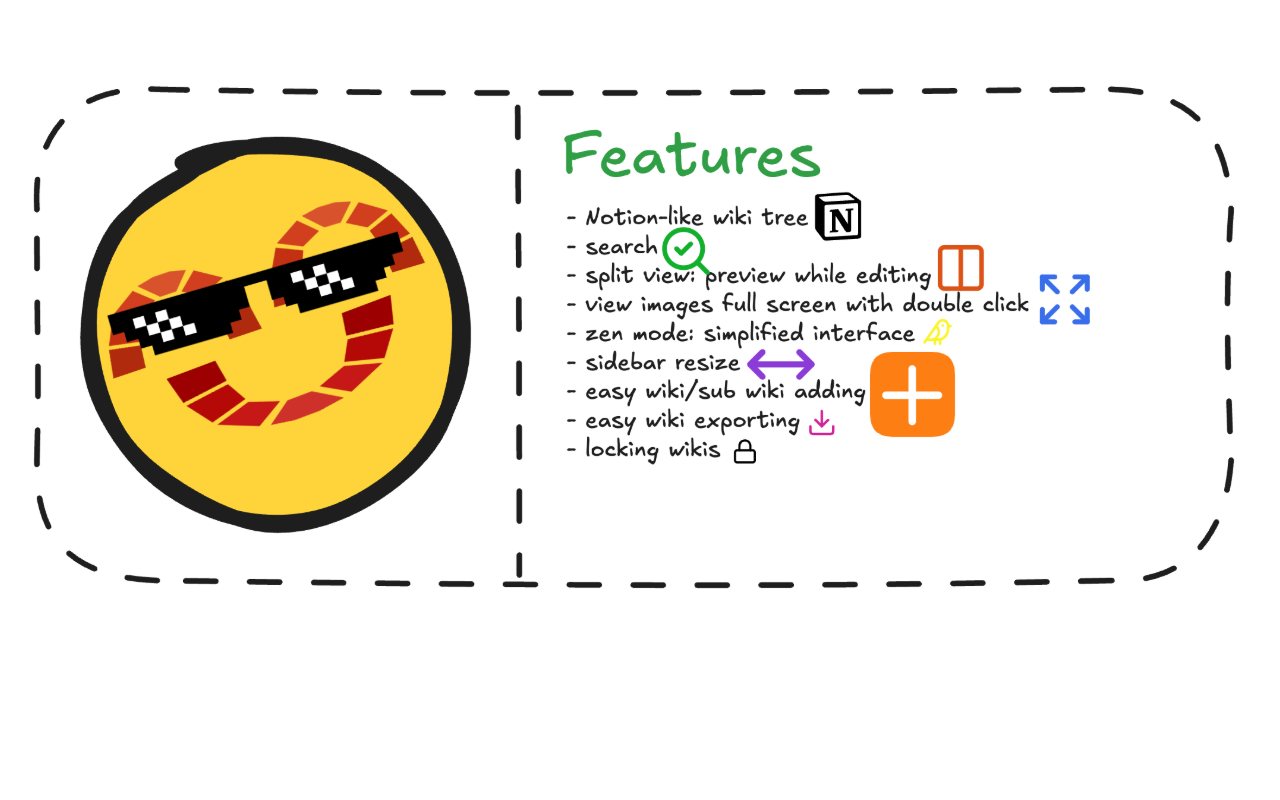 Features
- Notion-like wiki tree N
- search
- split view: preview while editing
- view images full screen with double click
- zen mode: simplified interface
- sidebar resize
- easy wiki/sub wiki adding
- easy wiki exporting
- locking wikis